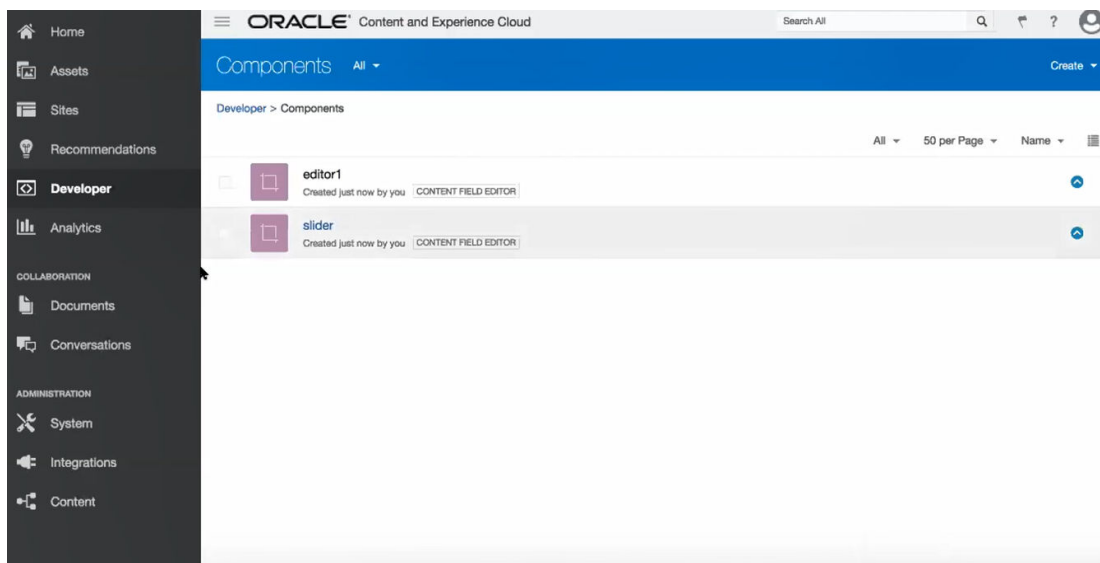 Home
Assets
Sites
Recommendations
Developer
Analytics
COLLABORATION
Documents
Conversations
ADMINISTRATION
System
Integrations
Content
ORACLE® Content and Experience Cloud
Search All
?
Components All
Create
Developer > Components
All 50 per Page Name
editor1
Created just now by you CONTENT FIELD EDITOR
slider
Created just now by you CONTENT FIELD EDITOR